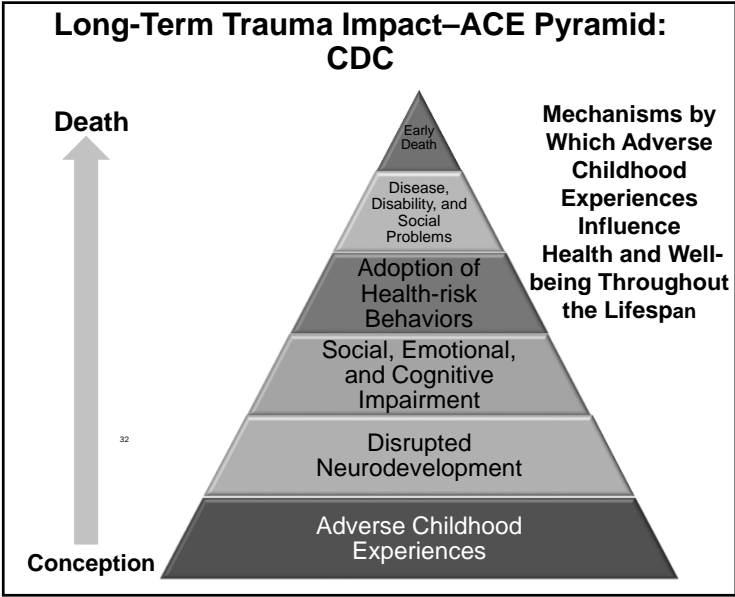 Long-Term Trauma Impact–ACE Pyramid:
CDC
Death
Early
Death
Disease,
Disability, and
Social
Problems
Adoption of
Health-risk
Behaviors
Social, Emotional,
and Cognitive
Impairment
Disrupted
Neurodevelopment
Adverse Childhood
Experiences
Mechanisms by
Which Adverse
Childhood
Experiences
Influence
Health and Well-
being Throughout
the Lifespan
32
Conception